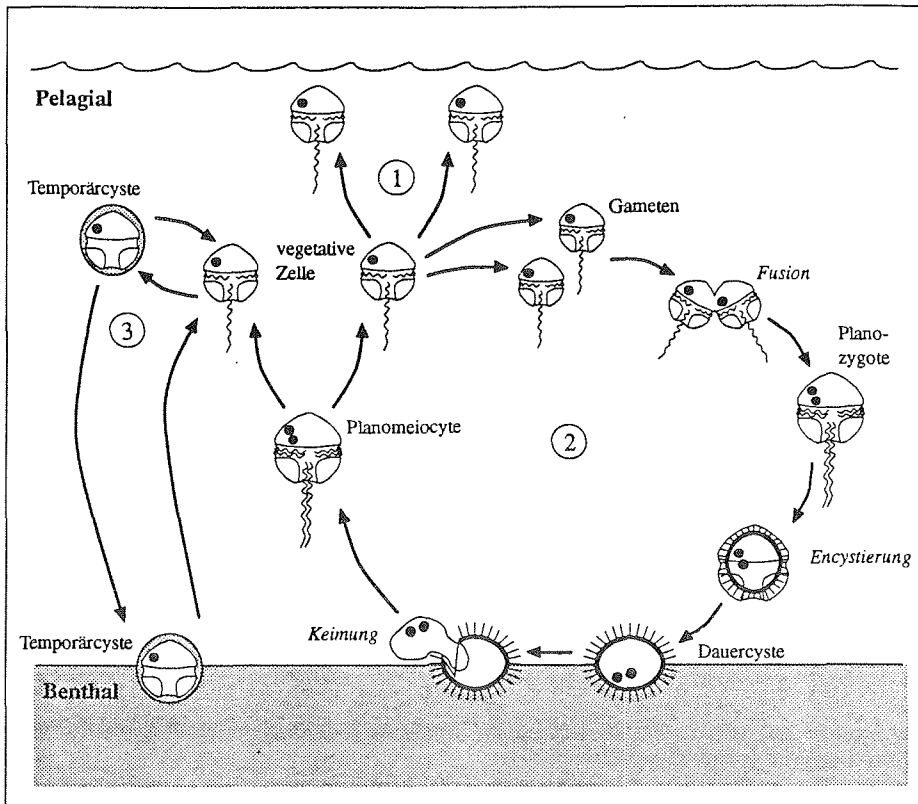 Pelagial
1
Temporärcyste
Gameten
vegetative
Zelle
Fusion
3
Plano-
zygote
Planomeiocyte
2
Encystierung
Keimung
Temporärcyste
Dauercyste
Benthal